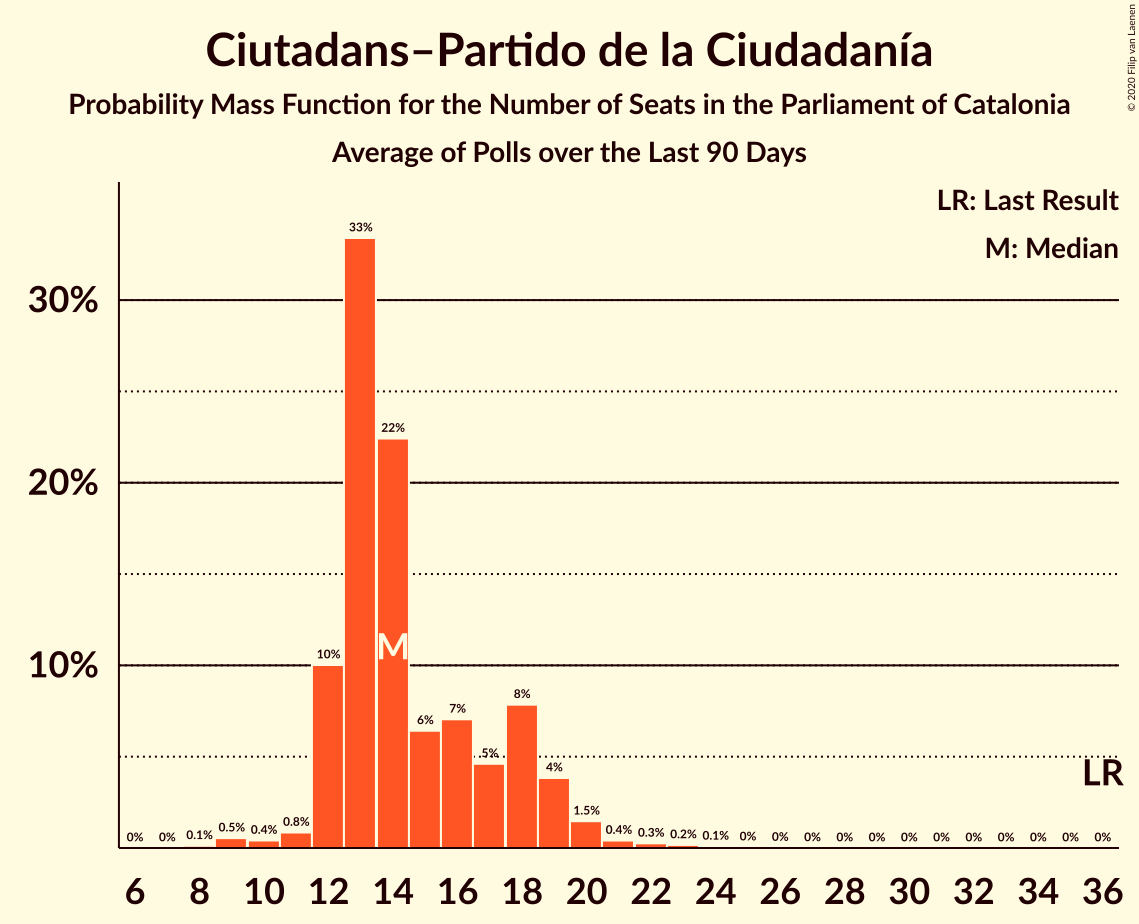 Ciutadans–Partido de la Ciudadanía
Probability Mass Function for the Number of Seats in the Parliament of Catalonia
Average of Polls over the Last 90 Days
© 2020 Filip van Laenen
LR: Last Result
M: Median
30%
20%
10%
0% 0% 0.1% 0.5% 0.4% 0.8% 10% 33% 22% 6% 7% 5% 8% 4% 1.5% 0.4% 0.3% 0.2% 0.1% 0% 0% 0% 0% 0% 0% 0% 0% 0% 0% 0% 0%
M
LR
6 8 10 12 14 16 18 20 22 24 26 28 30 32 34 36